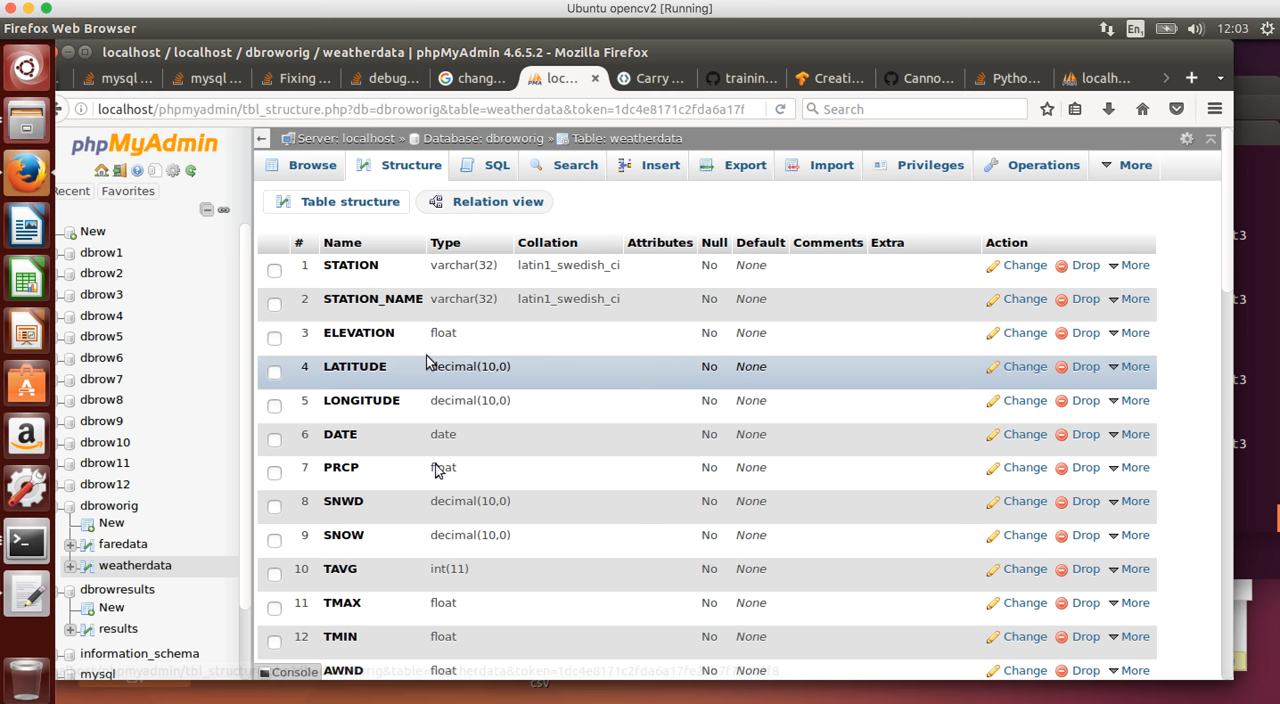 Ubuntu opencv2 [Running]
Firefox Web Browser
En1
12:03
localhost / localhost / dbroworig / weatherdata | phpMyAdmin 4.6.5.2 - Mozilla Firefox
mysql ...
mysql ...
Fixing ...
debug...
chang...
loc...
Carry ...
trainin...
Creati...
Canno...
Pytho...
localh...
localhost/phpmyadmin/tbl_structure.php?db=dbroworig&table=weatherdata&token=1dc4e8171c2fda6a17f
Search
phpMyAdmin
Recent
Favorites
New
dbrow1
dbrow2
dbrow3
dbrow4
dbrow5
dbrow6
dbrow7
dbrow8
dbrow9
dbrow10
dbrow11
dbrow12
dbroworig
New
faredata
weatherdata
dbrowresults
New
results
information_schema
mysql
Server: localhost » Database: dbroworig » Table: weatherdata
Browse Structure SQL Search Insert Export Import Privileges Operations More
Table structure Relation view
# Name Type Collation Attributes Null Default Comments Extra Action
1 STATION varchar(32) latin1_swedish_ci No None Change Drop More
2 STATION_NAME varchar(32) latin1_swedish_ci No None Change Drop More
3 ELEVATION float No None Change Drop More
4 LATITUDE decimal(10,0) No None Change Drop More
5 LONGITUDE decimal(10,0) No None Change Drop More
6 DATE date No None Change Drop More
7 PRCP float No None Change Drop More
8 SNWD decimal(10,0) No None Change Drop More
9 SNOW decimal(10,0) No None Change Drop More
10 TAVG int(11) No None Change Drop More
11 TMAX float No None Change Drop More
12 TMIN float No None Change Drop More
AWND float No None Change Drop More
Console
t3
t3
t3
t3
t3
csv